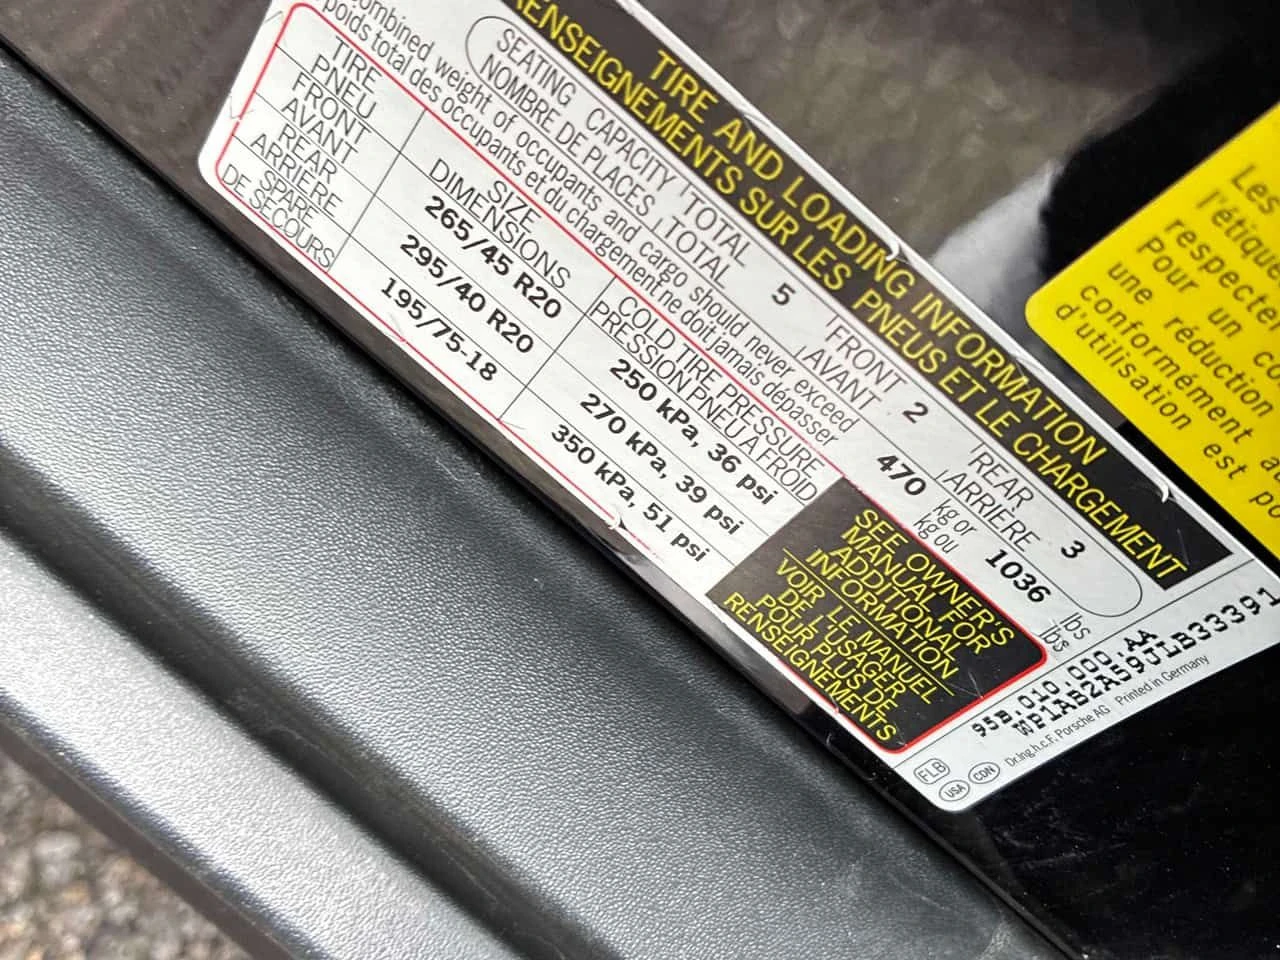 TIRE AND LOADING INFORMATION
RENSEIGNEMENTS SUR LES PNEUS ET LE CHARGEMENT
SEATING CAPACITY TOTAL 5 FRONT 2 REAR 3
NOMBRE DE PLACES TOTAL AVANT ARRIÈRE
combined weight of occupants and cargo should never exceed 470 kg or 1036 lbs
poids total des occupants et du chargement ne doit jamais dépasser kg ou lbs
TIRE SIZE COLD TIRE PRESSURE
PNEU DIMENSIONS PRESSION PNEU A FROID
FRONT 265/45 R20 250 kPa, 36 psi
AVANT
REAR 295/40 R20 270 kPa, 39 psi
ARRIÈRE
SPARE 195/75-18 350 kPa, 51 psi
DE SECOURS
SEE OWNER'S
MANUAL FOR
ADDITIONAL
INFORMATION
VOIR LE MANUEL
DE L'USAGER
POUR PLUS DE
RENSEIGNEMENTS
95B.010.000.AA
WP1AB2A59JLB33391
Dr.Ing.h.c.F. Porsche AG Printed in Germany
FLB
USA CDN
Les
l'étique
respecter
Pour un co
une réduction
conformément au
d'utilisation est po